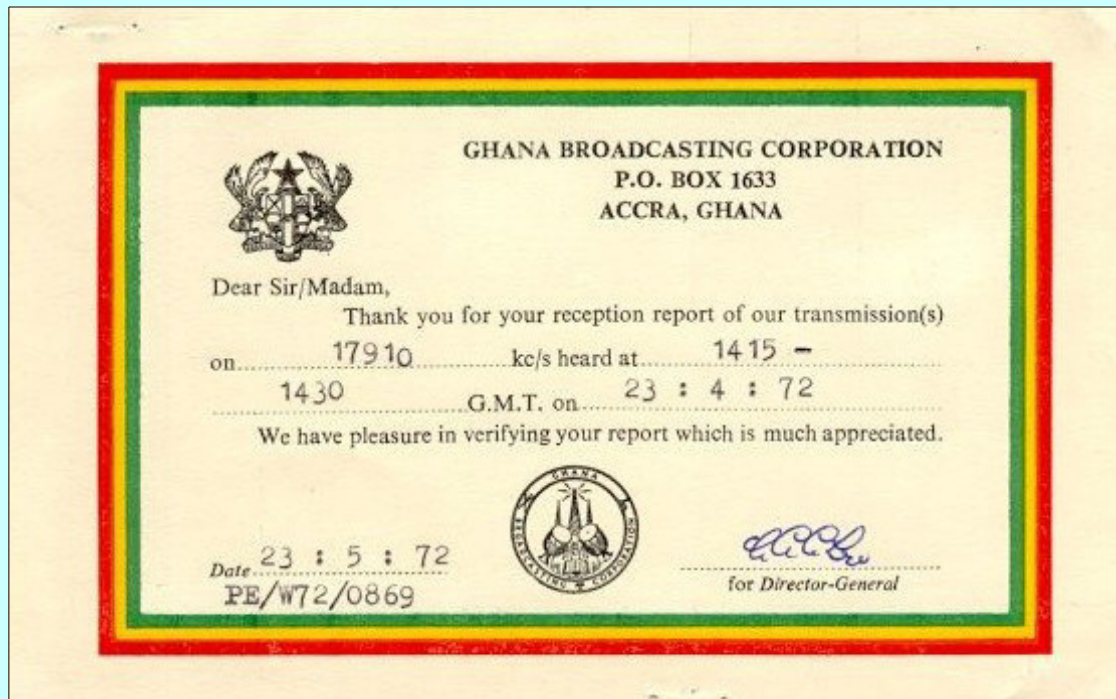 GHANA BROADCASTING CORPORATION
P.O. BOX 1633
ACCRA, GHANA
Dear Sir/Madam,
Thank you for your reception report of our transmission(s)
on 17910 kc/s heard at 1415 –
1430 G.M.T. on 23 : 4 : 72
We have pleasure in verifying your report which is much appreciated.
GHANA
BROADCASTING CORPORATION
Date 23 : 5 : 72
PE/W72/0869
for Director-General